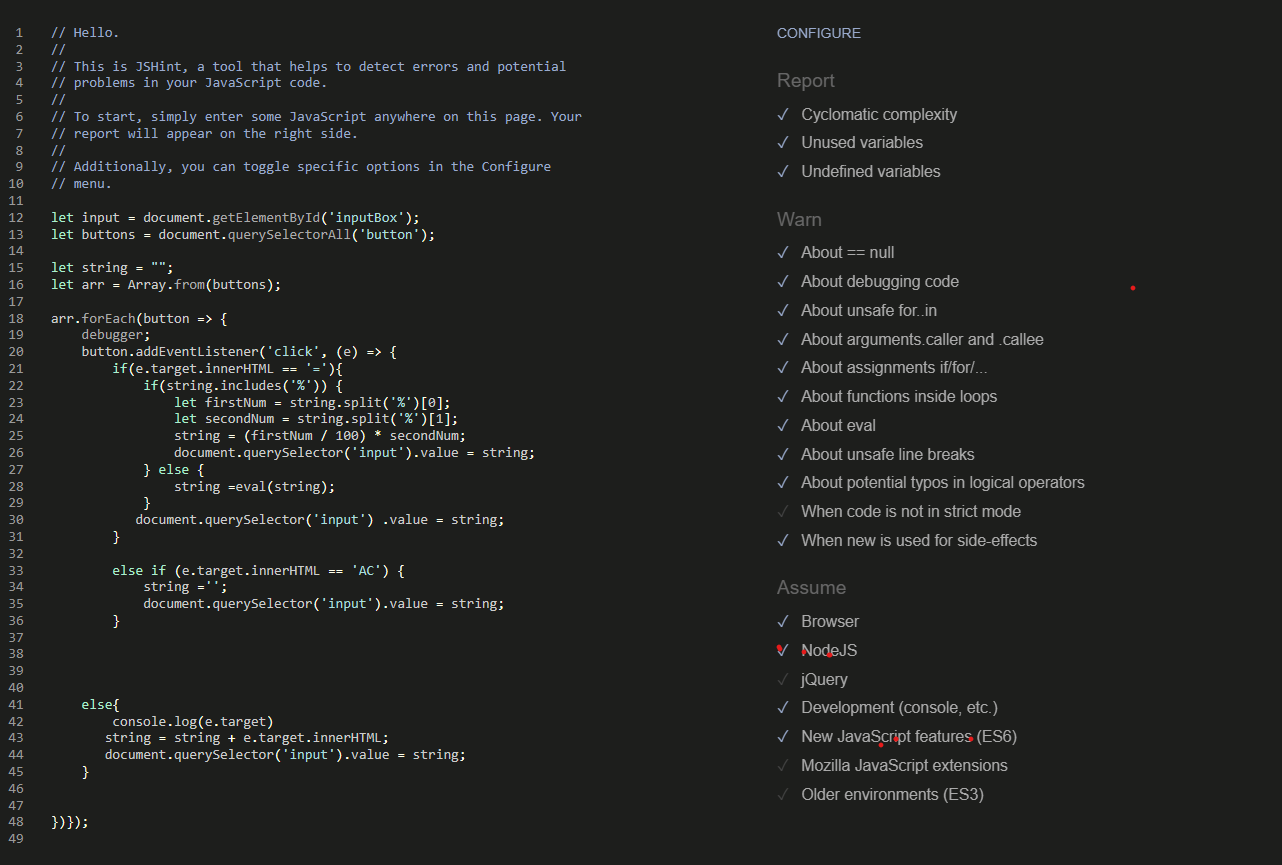 1 // Hello.
2 //
3 // This is JSHint, a tool that helps to detect errors and potential
4 // problems in your JavaScript code.
5 //
6 // To start, simply enter some JavaScript anywhere on this page. Your
7 // report will appear on the right side.
8 //
9 // Additionally, you can toggle specific options in the Configure
10 // menu.
11
12 let input = document.getElementById('inputBox');
13 let buttons = document.querySelectorAll('button');
14
15 let string = "";
16 let arr = Array.from(buttons);
17
18 arr.forEach(button => {
19     debugger;
20     button.addEventListener('click', (e) => {
21         if(e.target.innerHTML == '='){
22             if(string.includes('%')) {
23                 let firstNum = string.split('%')[0];
24                 let secondNum = string.split('%')[1];
25                 string = (firstNum / 100) * secondNum;
26                 document.querySelector('input').value = string;
27             } else {
28                 string =eval(string);
29             }
30            document.querySelector('input') .value = string;
31         }
32
33         else if (e.target.innerHTML == 'AC') {
34             string ='';
35             document.querySelector('input').value = string;
36         }
37
38
39
40
41     else{
42         console.log(e.target)
43        string = string + e.target.innerHTML;
44        document.querySelector('input').value = string;
45     }
46
47
48 })});
49
CONFIGURE
Report
✓ Cyclomatic complexity
✓ Unused variables
✓ Undefined variables
Warn
✓ About == null
✓ About debugging code
✓ About unsafe for..in
✓ About arguments.caller and .callee
✓ About assignments if/for/...
✓ About functions inside loops
✓ About eval
✓ About unsafe line breaks
✓ About potential typos in logical operators
✓ When code is not in strict mode
✓ When new is used for side-effects
Assume
✓ Browser
✓ NodeJS
✓ jQuery
✓ Development (console, etc.)
✓ New JavaScript features (ES6)
✓ Mozilla JavaScript extensions
✓ Older environments (ES3)